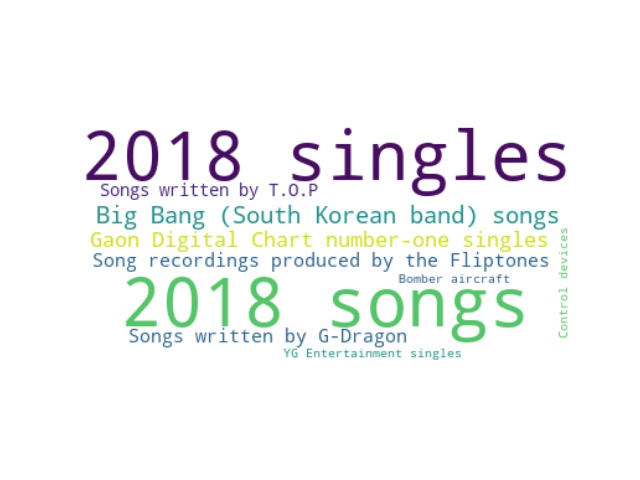 2018 singles
Songs written by T.O.P
Big Bang (South Korean band) songs
Gaon Digital Chart number-one singles
Song recordings produced by the Fliptones
Bomber aircraft
Control devices
2018 songs
Songs written by G-Dragon
YG Entertainment singles